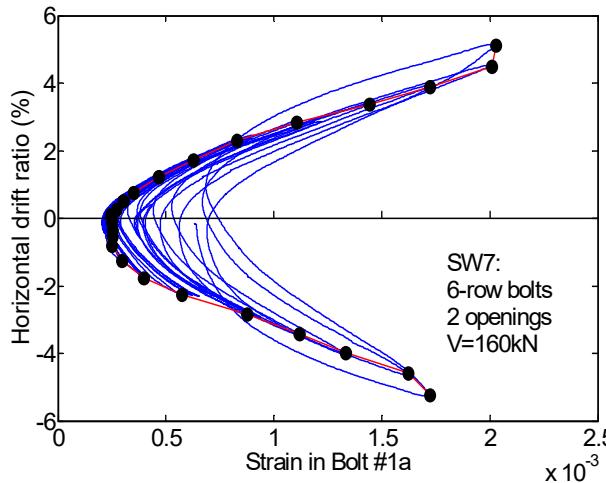 6
4
2
0
-2
-4
-6
Horizontal drift ratio (%)
SW7:
6-row bolts
2 openings
V=160kN
0 0.5 1 1.5 2 2.5
Strain in Bolt #1a
x 10⁻³